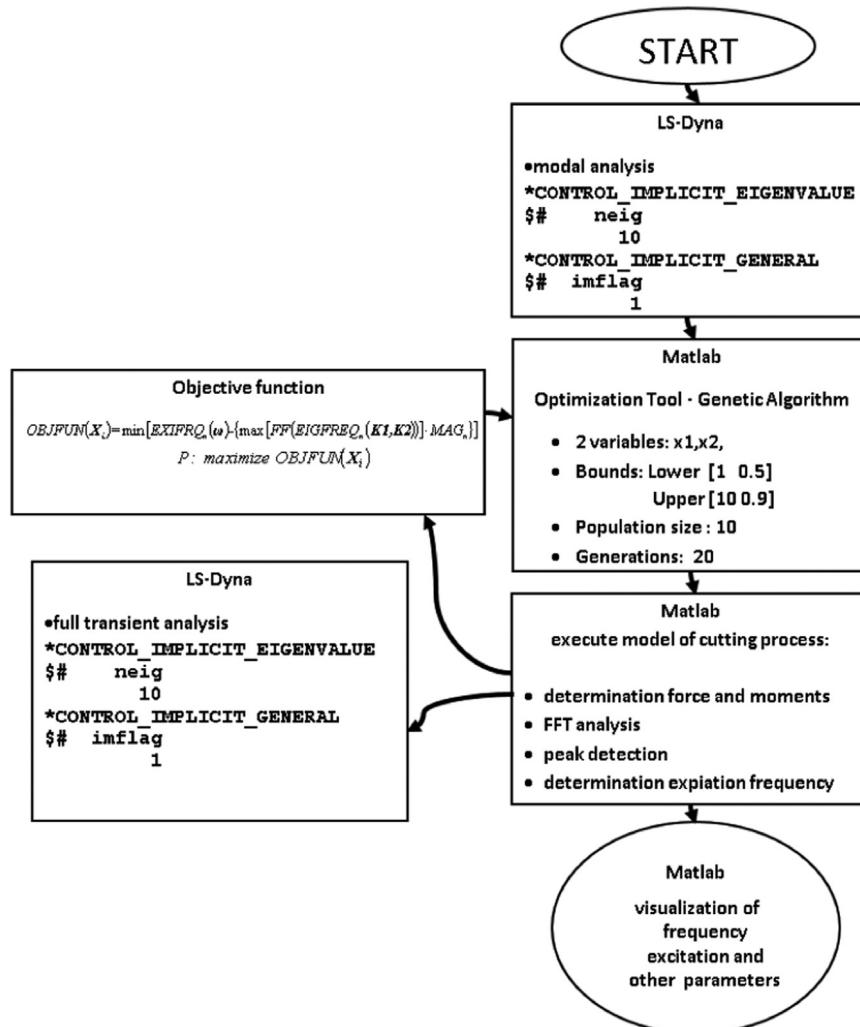 START
LS-Dyna
•modal analysis
*CONTROL_IMPLICIT_EIGENVALUE
$# neig
10
*CONTROL_IMPLICIT_GENERAL
$# imflag
1
Matlab
Optimization Tool - Genetic Algorithm
• 2 variables: x1,x2,
• Bounds: Lower [1 0.5]
Upper [10 0.9]
• Population size : 10
• Generations: 20
Objective function
OBJFUN(Xᵢ)=min[EXIFRQₙ(ω)-{max[FF(EIGFREQₙ(K1,K2))]·MAGₙ}]
P: maximize OBJFUN(Xᵢ)
Matlab
execute model of cutting process:
• determination force and moments
• FFT analysis
• peak detection
• determination expiation frequency
LS-Dyna
•full transient analysis
*CONTROL_IMPLICIT_EIGENVALUE
$# neig
10
*CONTROL_IMPLICIT_GENERAL
$# imflag
1
Matlab
visualization of
frequency
excitation and
other parameters